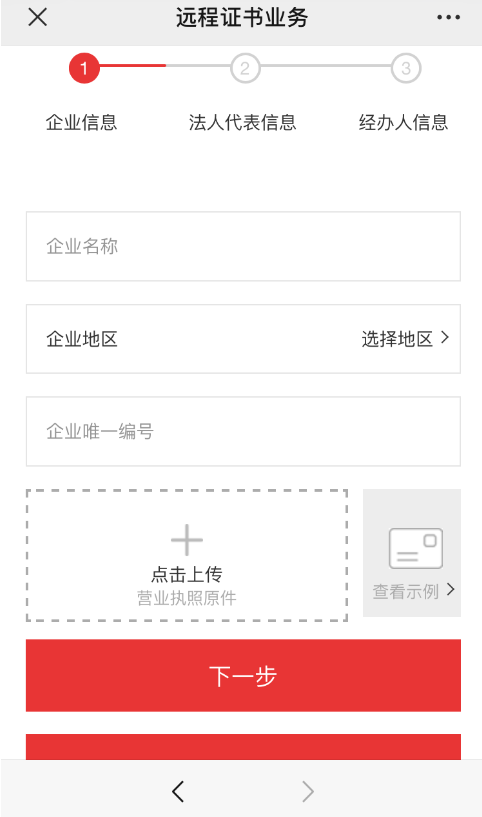 远程证书业务
1 2 3
企业信息 法人代表信息 经办人信息
企业名称
企业地区 选择地区
企业唯一编号
点击上传
营业执照原件
查看示例
下一步